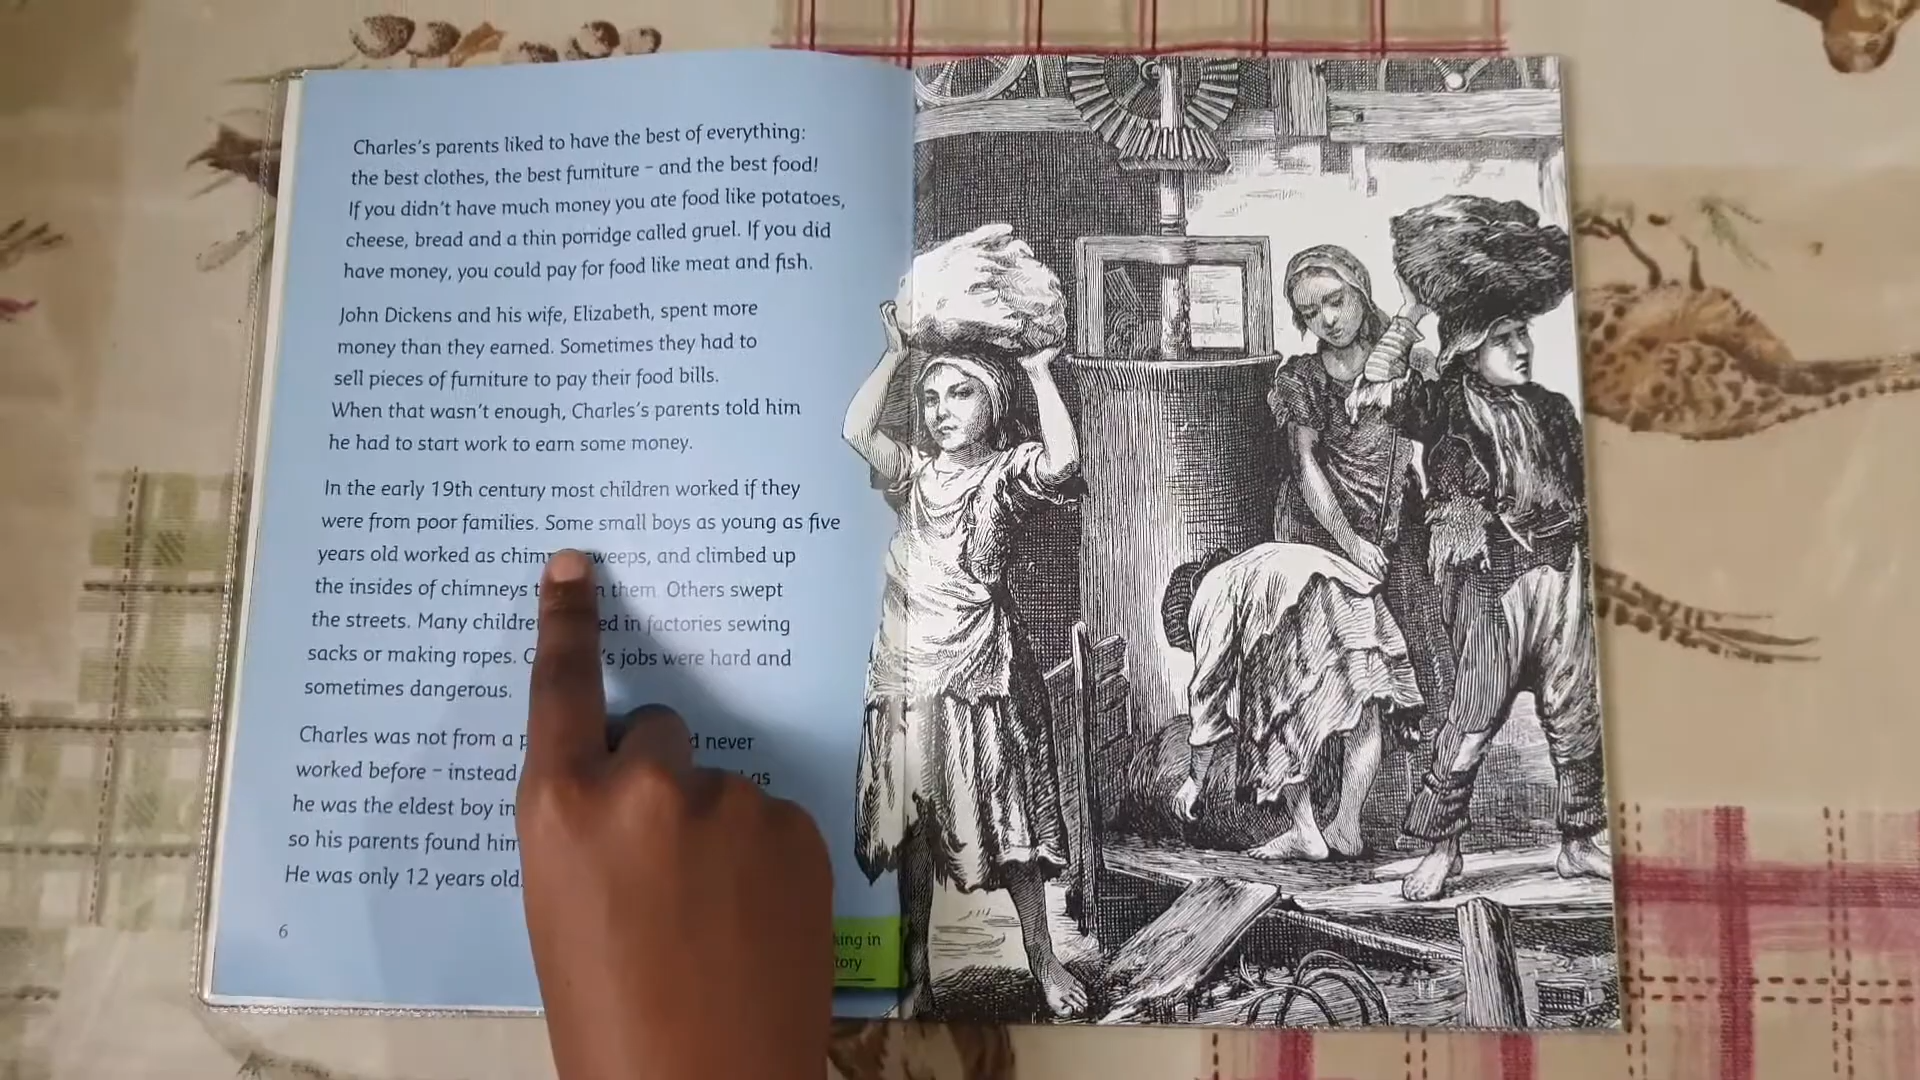 Charles's parents liked to have the best of everything:
the best clothes, the best furniture – and the best food!
If you didn't have much money you ate food like potatoes,
cheese, bread and a thin porridge called gruel. If you did
have money, you could pay for food like meat and fish.
John Dickens and his wife, Elizabeth, spent more
money than they earned. Sometimes they had to
sell pieces of furniture to pay their food bills.
When that wasn't enough, Charles's parents told him
he had to start work to earn some money.
In the early 19th century most children worked if they
were from poor families. Some small boys as young as five
years old worked as and climbed up
the insides of chimneys them. Others swept
the streets. Many in factories sewing
sacks or making ropes. jobs were hard and
sometimes dangerous.
Charles was not from a never
worked before – instead as
he was the eldest boy in
so his parents found
He was only 12 years old.
6
in